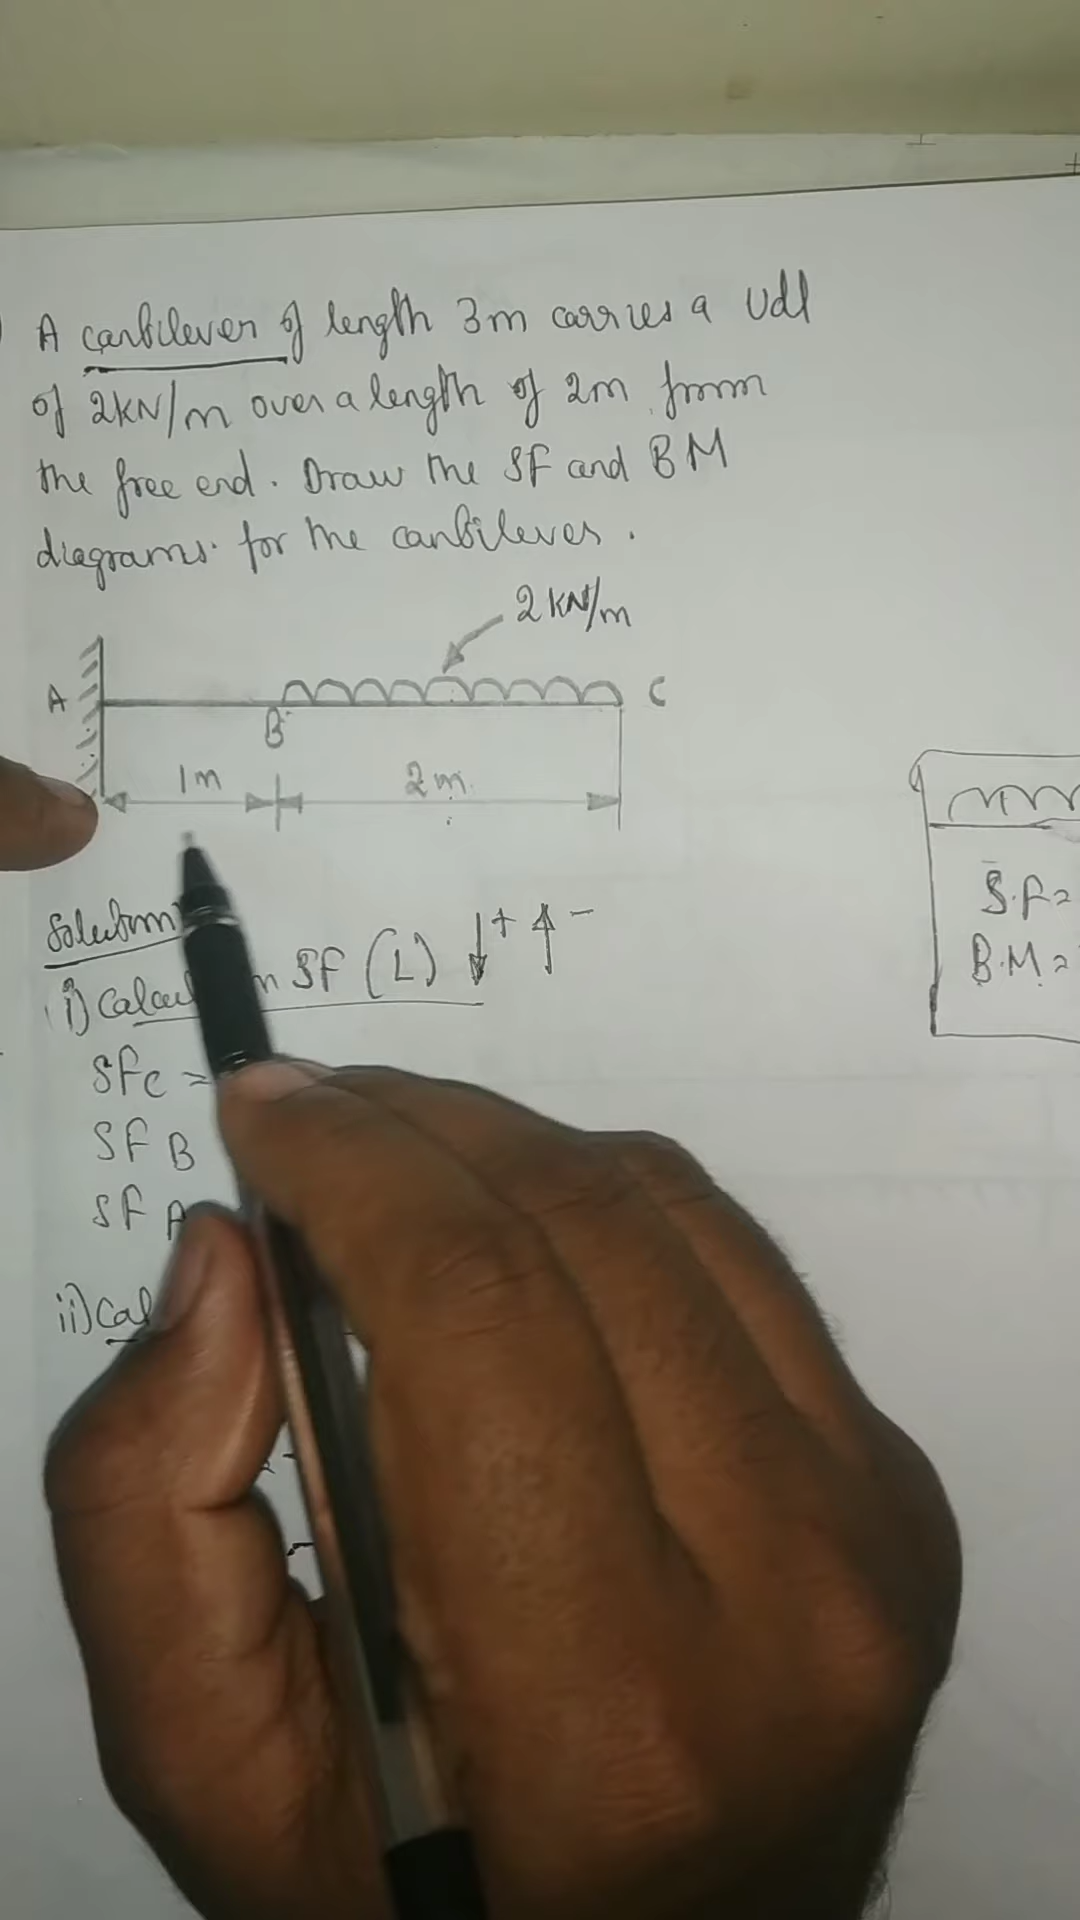 A cantilever of length 3m carries a Udl
of 2KN/m over a length of 2m from
the free end. Draw the SF and BM
diagrams. for the cantilever.
2KN/m
A
C
B
1m
2m
Solution
i) SF (L) ↓+ ↑-
SFC =
SF B
SF A
ii) Cal
S.F=
B.M=